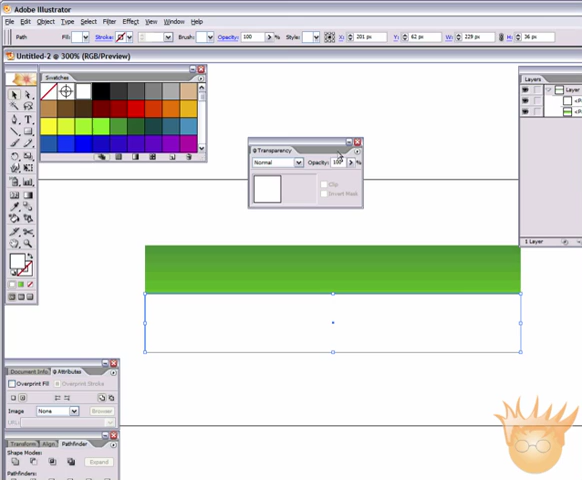 Adobe Illustrator
File Edit Object Type Select Filter Effect View Window Help
Path Fill: Stroke: Brush: Opacity: 100 % Style: X: 201 px Y: 62 px W: 229 px H: 36 px
Untitled-2 @ 300% (RGB/Preview)
Swatches
Layers
Layer
<P
<P
Transparency
Normal Opacity: 100 %
Clip
Invert Mask
1 Layer
Document Info Attributes
Overprint Fill Overprint Stroke
Image None Browser
URL:
Transform Align Pathfinder
Shape Modes:
Expand
Pathfinders: